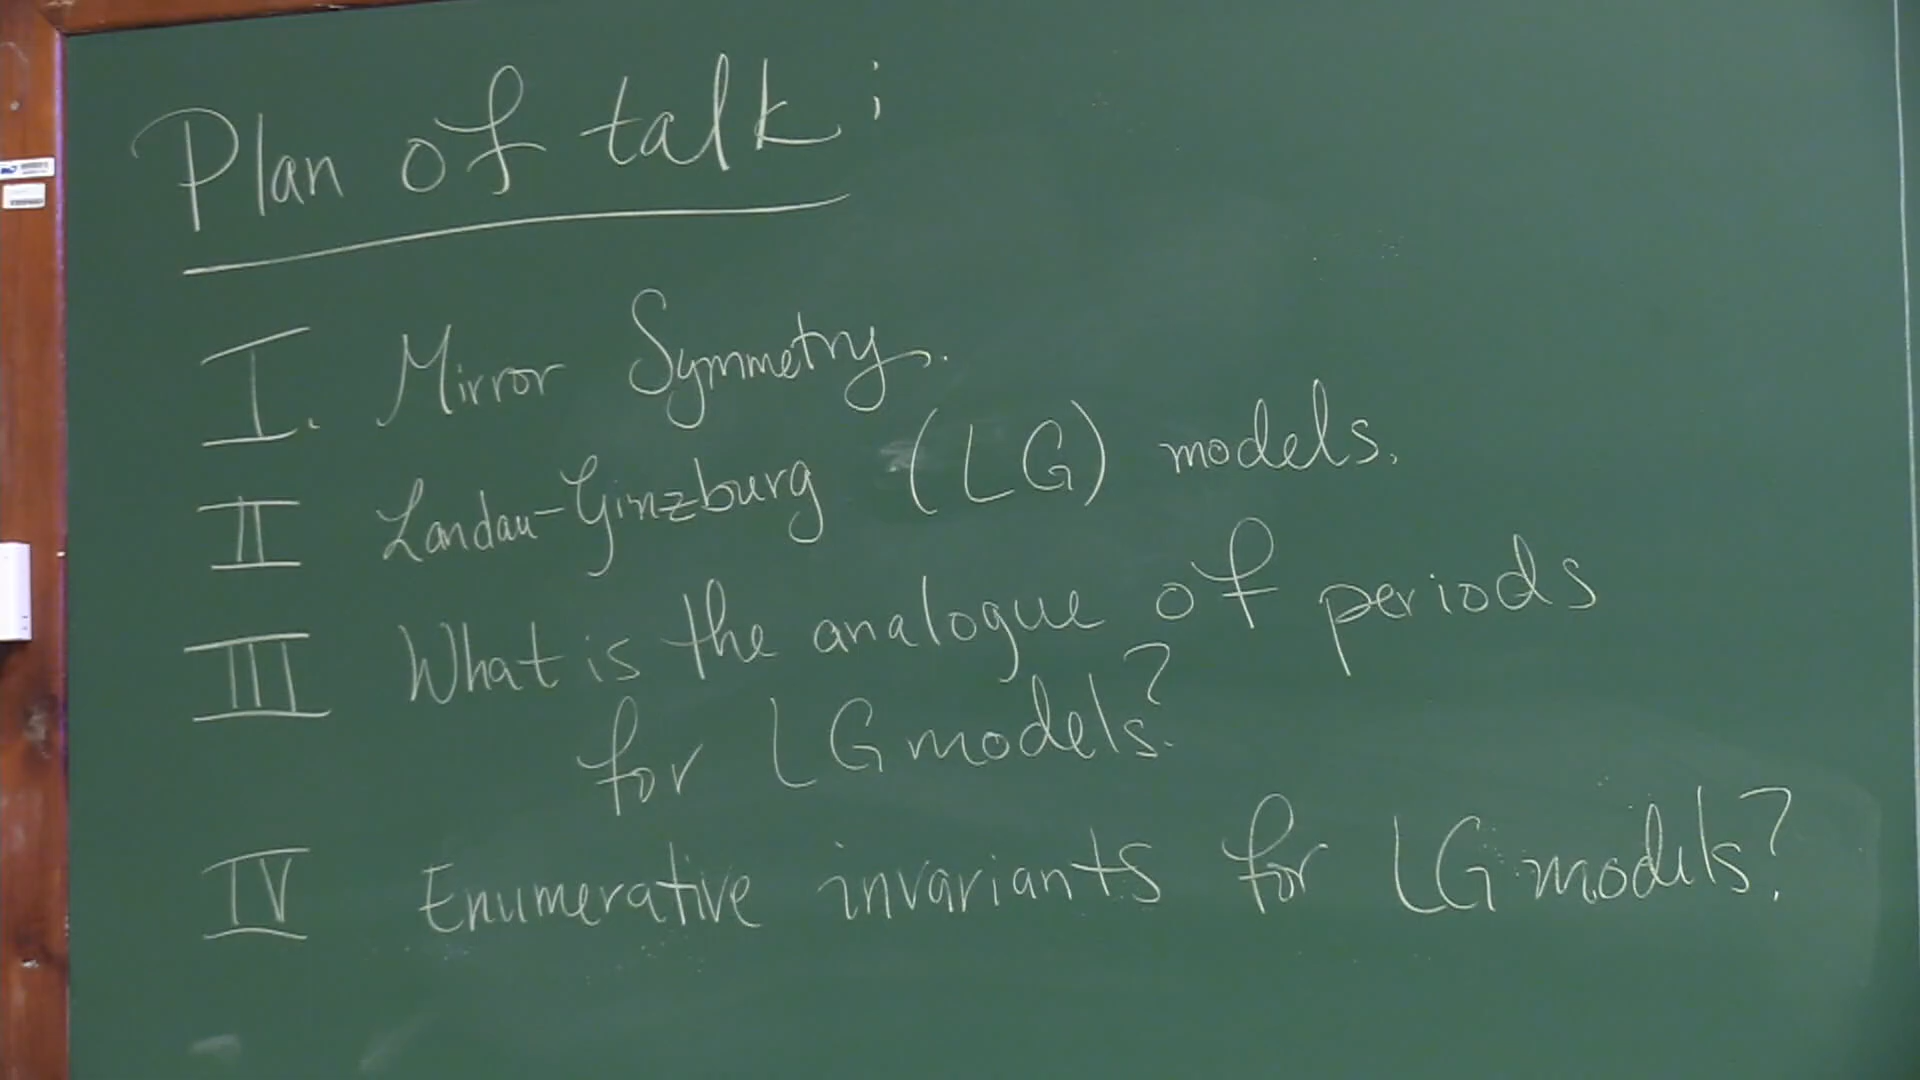 Plan of talk:
I. Mirror Symmetry.
II Landau-Ginzburg (LG) models.
III What is the analogue of periods
for LG models?
IV Enumerative invariants for LG models?